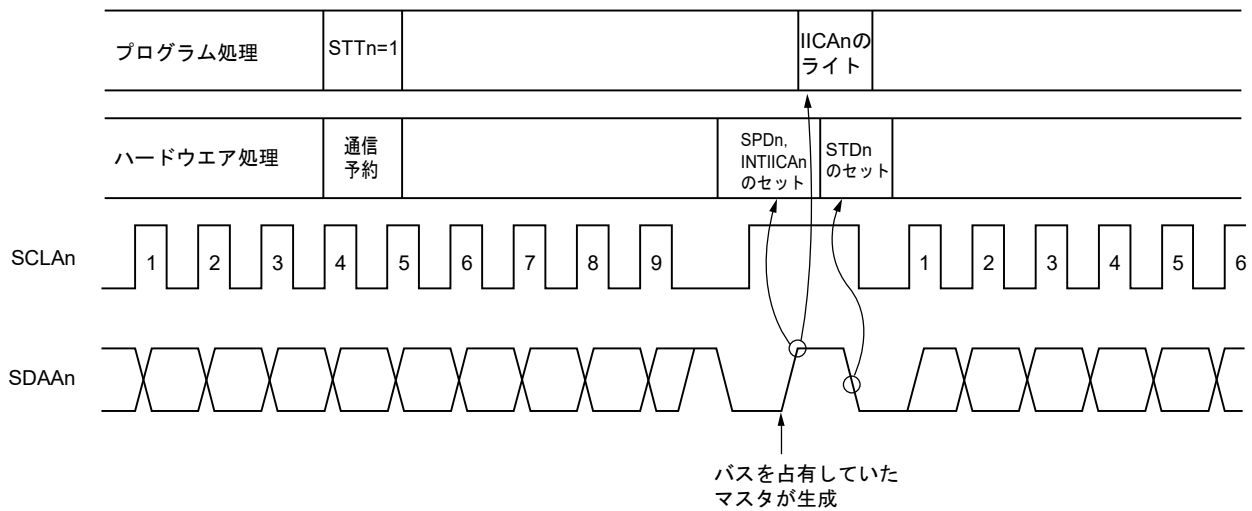 プログラム処理
STTn=1
IICAnの
ライト
ハードウエア処理
通信
予約
SPDn,
INTIICAn
のセット
STDn
のセット
SCLAn
1 2 3 4 5 6 7 8 9 1 2 3 4 5 6
SDAAn
バスを占有していた
マスタが生成